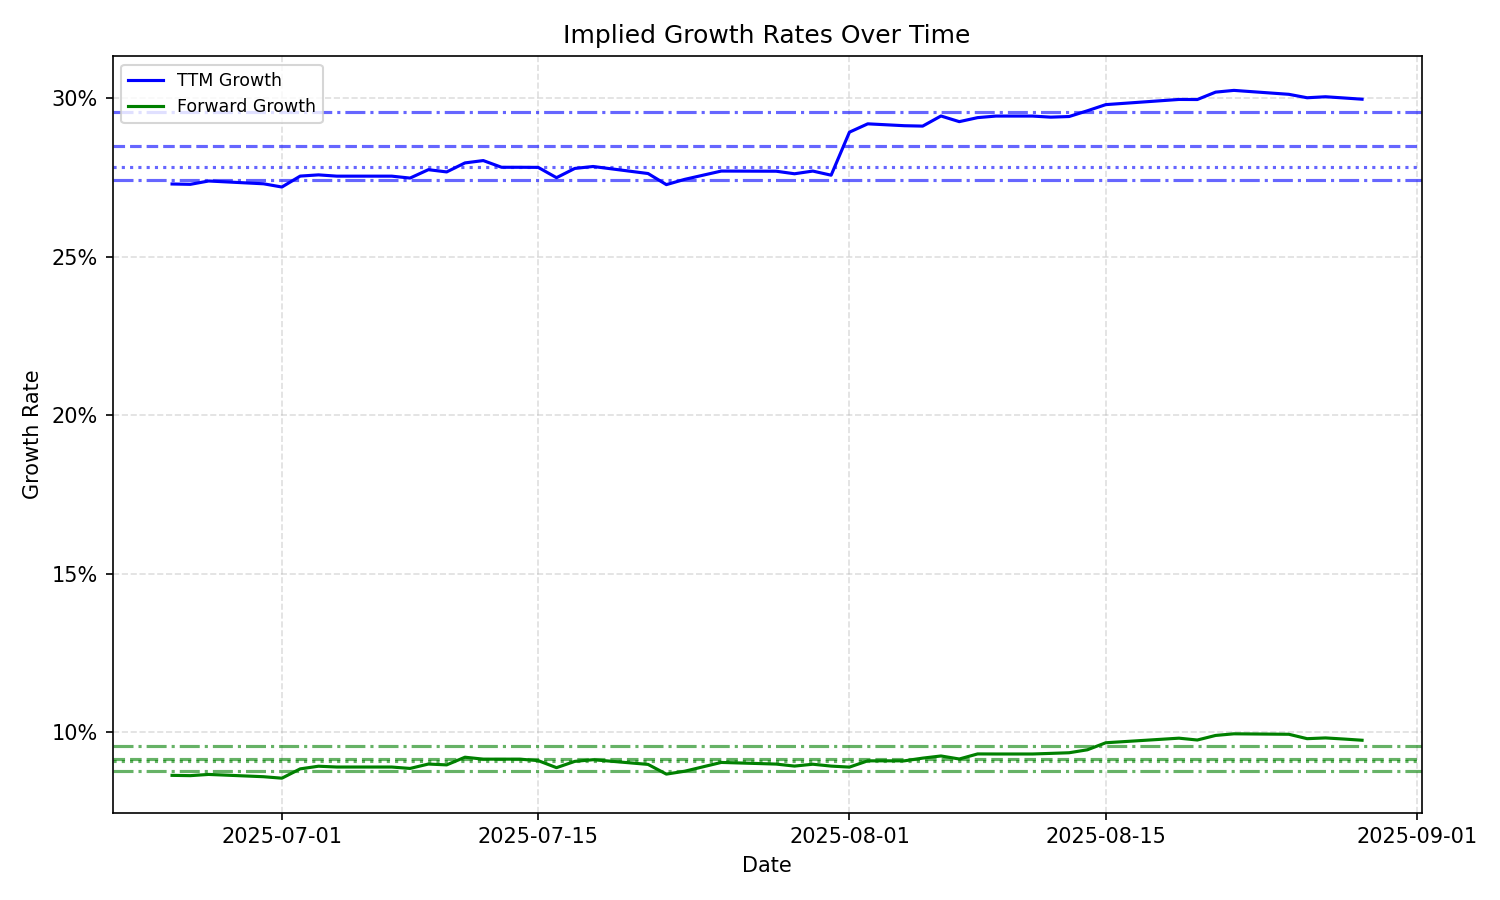 Implied Growth Rates Over Time
TTM Growth
Forward Growth
30%
25%
20%
15%
10%
Growth Rate
2025-07-01
2025-07-15
2025-08-01
2025-08-15
2025-09-01
Date